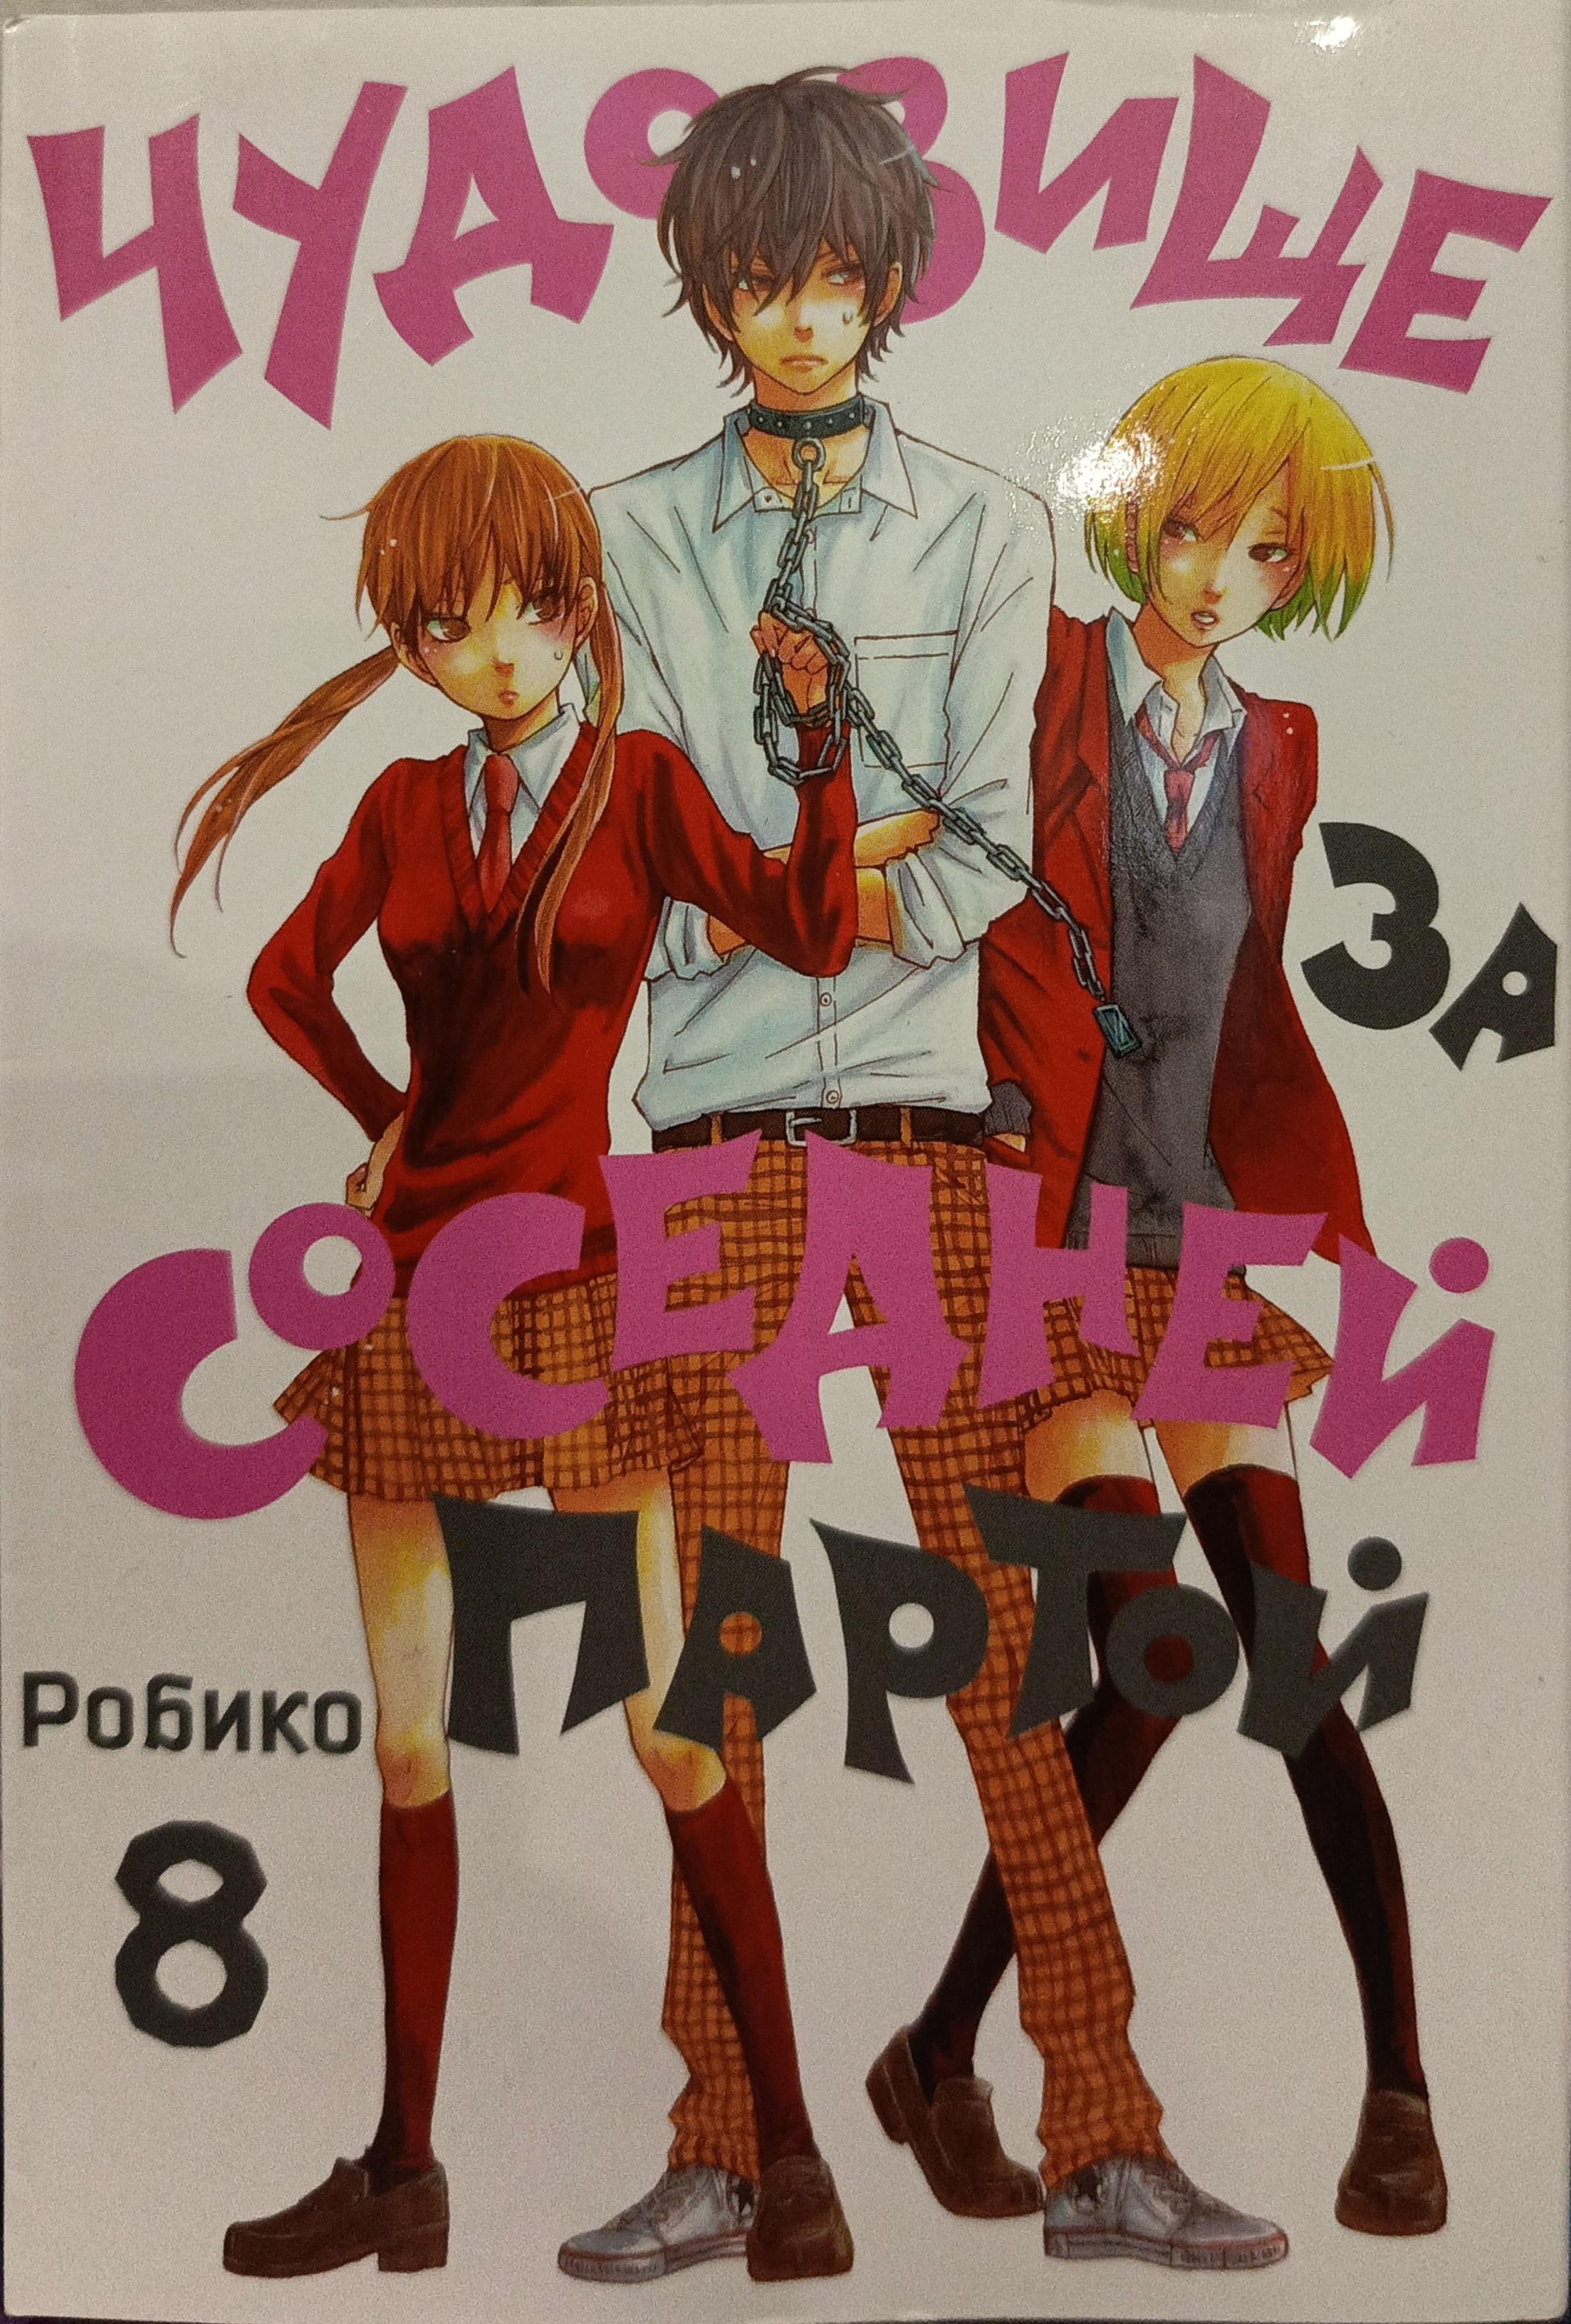 ЧУДОВИЩЕ
ЗА
СОСЕДНЕЙ
ПАРТОЙ
Робико
8